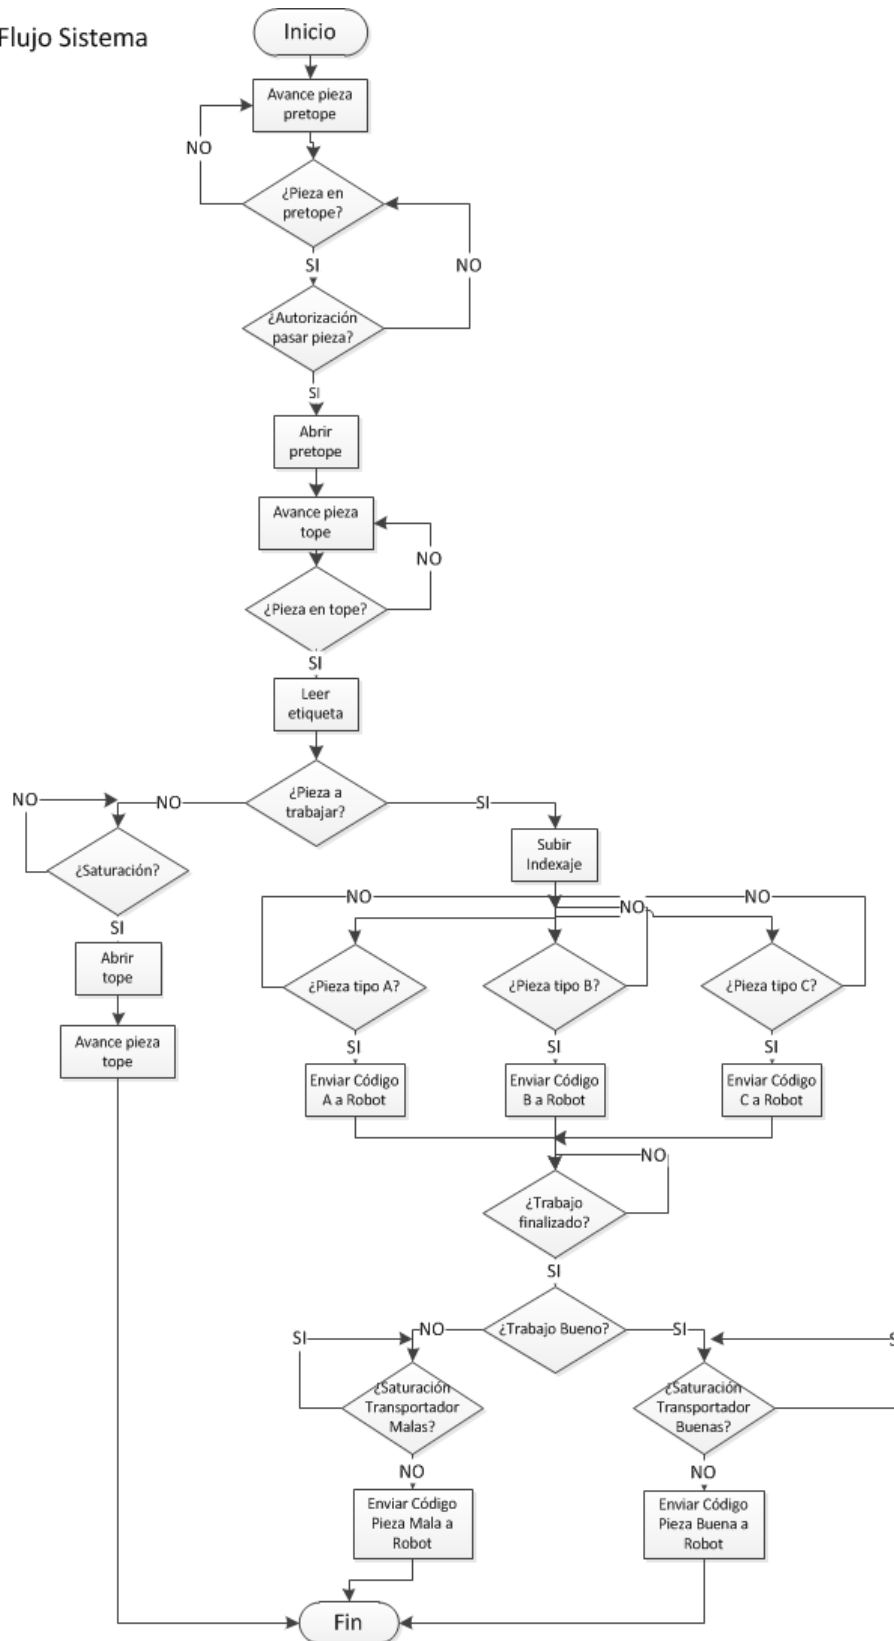 Flujo Sistema
Inicio
Avance pieza
pretope
NO
¿Pieza en
pretope?
SI
NO
¿Autorización
pasar pieza?
SI
Abrir
pretope
Avance pieza
tope
NO
¿Pieza en tope?
SI
Leer
etiqueta
¿Pieza a
trabajar?
NO
NO
SI
¿Saturación?
SI
Abrir
tope
Avance pieza
tope
Subir
Indexaje
NO
NO
NO
¿Pieza tipo A?
¿Pieza tipo B?
¿Pieza tipo C?
SI
SI
SI
Enviar Código
A a Robot
Enviar Código
B a Robot
Enviar Código
C a Robot
NO
¿Trabajo
finalizado?
SI
¿Trabajo Bueno?
SI
NO
SI
¿Saturación
Transportador
Malas?
¿Saturación
Transportador
Buenas?
NO
NO
Enviar Código
Pieza Mala a
Robot
Enviar Código
Pieza Buena a
Robot
Fin